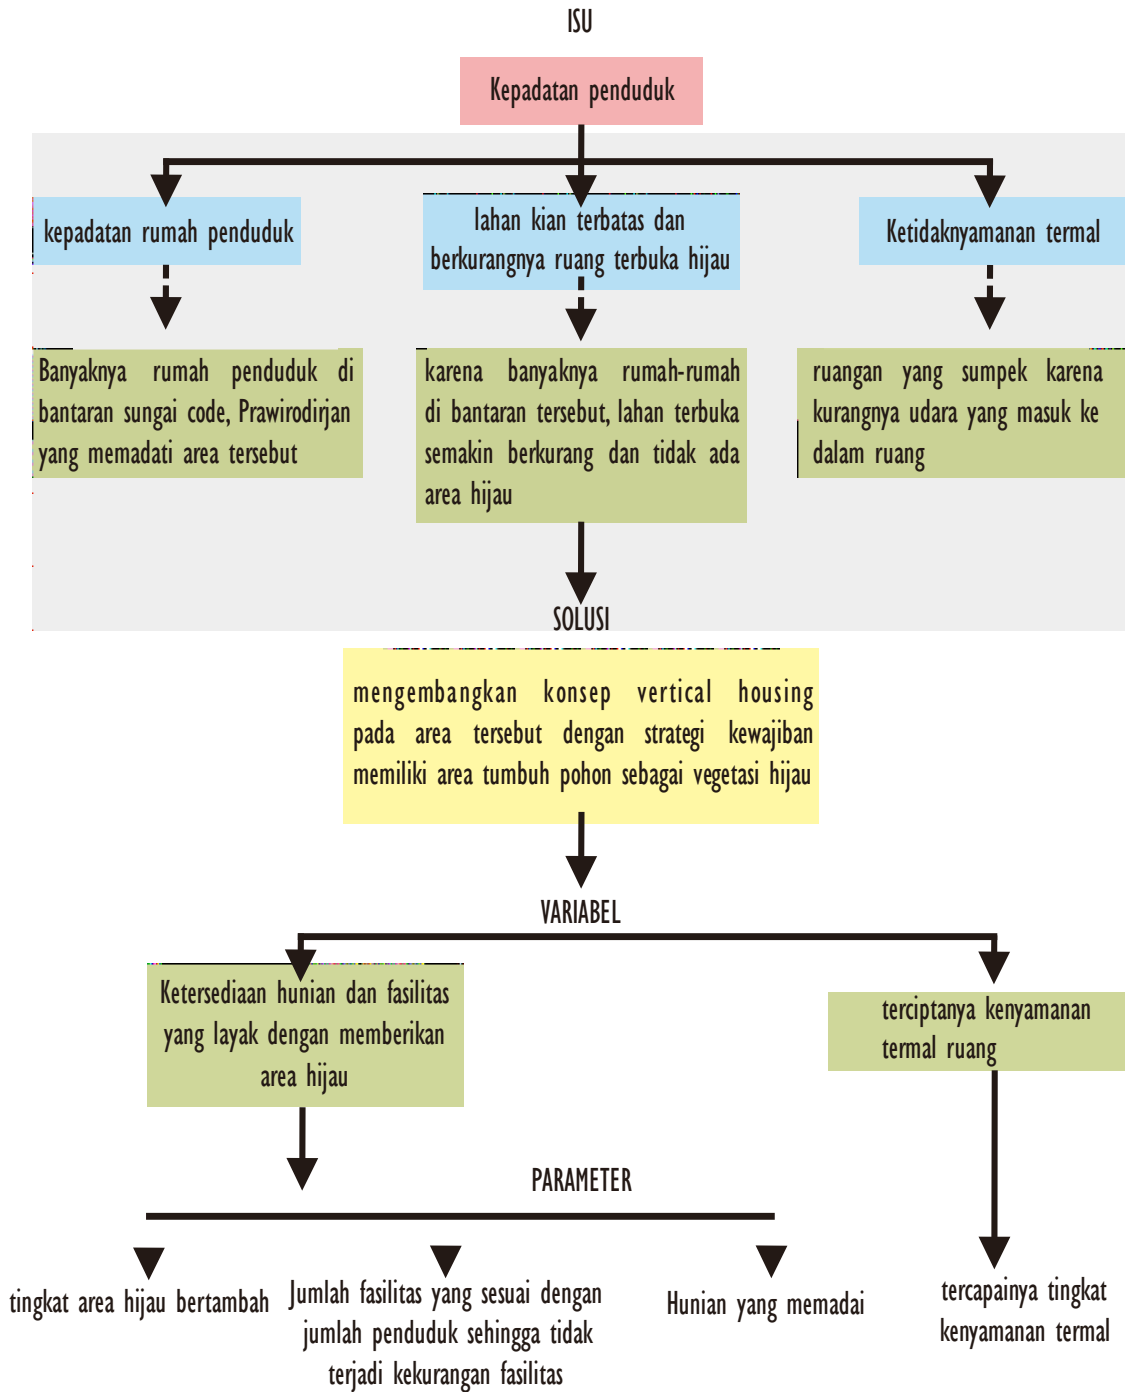 ISU
Kepadatan penduduk
kepadatan rumah penduduk
lahan kian terbatas dan
berkurangnya ruang terbuka hijau
Ketidaknyamanan termal
Banyaknya rumah penduduk di
bantaran sungai code, Prawirodirjan
yang memadati area tersebut
karena banyaknya rumah-rumah
di bantaran tersebut, lahan terbuka
semakin berkurang dan tidak ada
area hijau
ruangan yang sumpek karena
kurangnya udara yang masuk ke
dalam ruang
SOLUSI
mengembangkan konsep vertical housing
pada area tersebut dengan strategi kewajiban
memiliki area tumbuh pohon sebagai vegetasi hijau
VARIABEL
Ketersediaan hunian dan fasilitas
yang layak dengan memberikan
area hijau
terciptanya kenyamanan
termal ruang
PARAMETER
tingkat area hijau bertambah
Jumlah fasilitas yang sesuai dengan
jumlah penduduk sehingga tidak
terjadi kekurangan fasilitas
Hunian yang memadai
tercapainya tingkat
kenyamanan termal